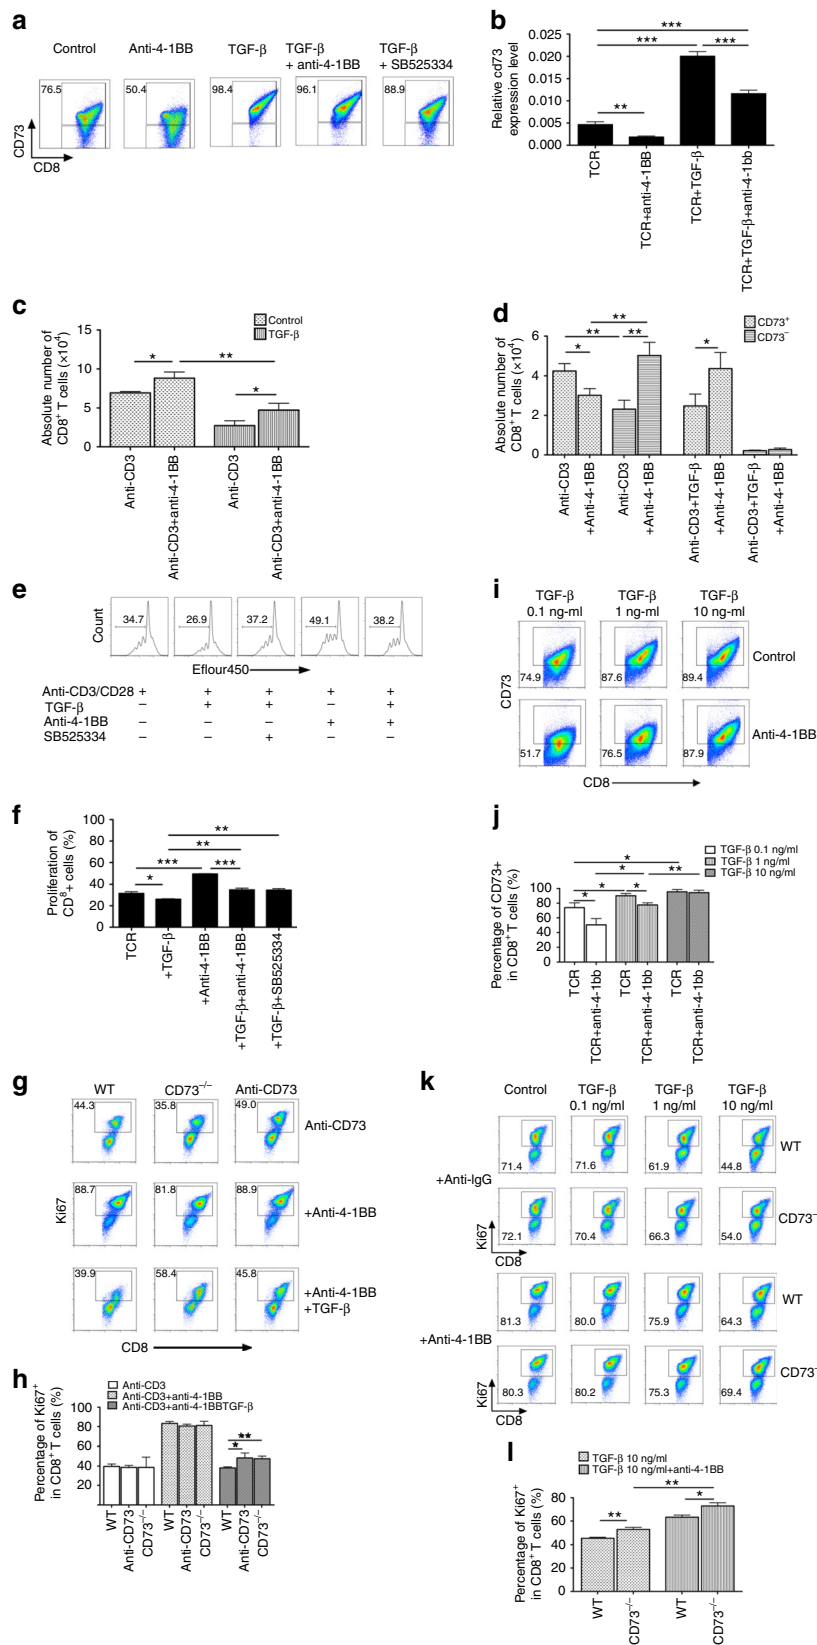 a
Control
Anti-4-1BB
TGF-β
TGF-β
+ anti-4-1BB
TGF-β
+ SB525334
76.5
50.4
98.4
96.1
88.9
CD73
CD8
b
Relative cd73
expression level
0.025
0.020
0.015
0.010
0.005
0.000
***
***
***
**
TCR
TCR+anti-4-1BB
TCR+TGF-β
TCR+TGF-β+anti-4-1bb
c
Absolute number of
CD8⁺ T cells (×10⁴)
15
10
5
0
Control
TGF-β
*
**
*
Anti-CD3
Anti-CD3+anti-4-1BB
Anti-CD3
Anti-CD3+anti-4-1BB
d
Absolute number of
CD8⁺ T cells (×10⁴)
6
4
2
0
CD73⁺
CD73⁻
**
**
**
*
*
Anti-CD3
+Anti-4-1BB
Anti-CD3
+Anti-4-1BB
Anti-CD3+TGF-β
+Anti-4-1BB
Anti-CD3+TGF-β
+Anti-4-1BB
e
Count
34.7
26.9
37.2
49.1
38.2
Eflour450
Anti-CD3/CD28 + + + + +
TGF-β – + + – +
Anti-4-1BB – – – + +
SB525334 – – + – –
f
Proliferation of
CD⁸+ cells (%)
100
80
60
40
20
0
**
**
***
***
*
TCR
+TGF-β
+Anti-4-1BB
+TGF-β+anti-4-1BB
+TGF-β+SB525334
i
TGF-β
0.1 ng-ml
TGF-β
1 ng-ml
TGF-β
10 ng-ml
74.9
87.6
89.4
Control
51.7
76.5
87.9
Anti-4-1BB
CD73
CD8
j
Percentage of CD73+
in CD8⁺ T cells (%)
100
80
60
40
20
0
TGF-β 0.1 ng/ml
TGF-β 1 ng/ml
TGF-β 10 ng/ml
*
*
**
*
*
*
TCR
TCR+anti-4-1bb
TCR
TCR+anti-4-1bb
TCR
TCR+anti-4-1bb
g
WT
CD73⁻/⁻
Anti-CD73
44.3
35.8
49.0
Anti-CD73
88.7
81.8
88.9
+Anti-4-1BB
39.9
58.4
45.8
+Anti-4-1BB
+TGF-β
Ki67
CD8
h
Percentage of Ki67⁺
in CD8⁺ T cells (%)
Anti-CD3
Anti-CD3+anti-4-1BB
Anti-CD3+anti-4-1BBTGF-β
100
80
60
40
20
**
*
WT
Anti-CD73
CD73⁻/⁻
WT
Anti-CD73
CD73⁻/⁻
WT
Anti-CD73
CD73⁻/⁻
k
Control
TGF-β
0.1 ng/ml
TGF-β
1 ng/ml
TGF-β
10 ng/ml
71.4
71.6
61.9
44.8
WT
+Anti-IgG
72.1
70.4
66.3
54.0
CD73⁻
Ki67
CD8
81.3
80.0
75.9
64.3
WT
+Anti-4-1BB
80.3
80.2
75.3
69.4
CD73⁻
Ki67
CD8
l
TGF-β 10 ng/ml
TGF-β 10 ng/ml+anti-4-1BB
Percentage of Ki67⁺
in CD8⁺ T cells (%)
80
60
40
20
0
**
**
*
WT
CD73⁻/⁻
WT
CD73⁻/⁻